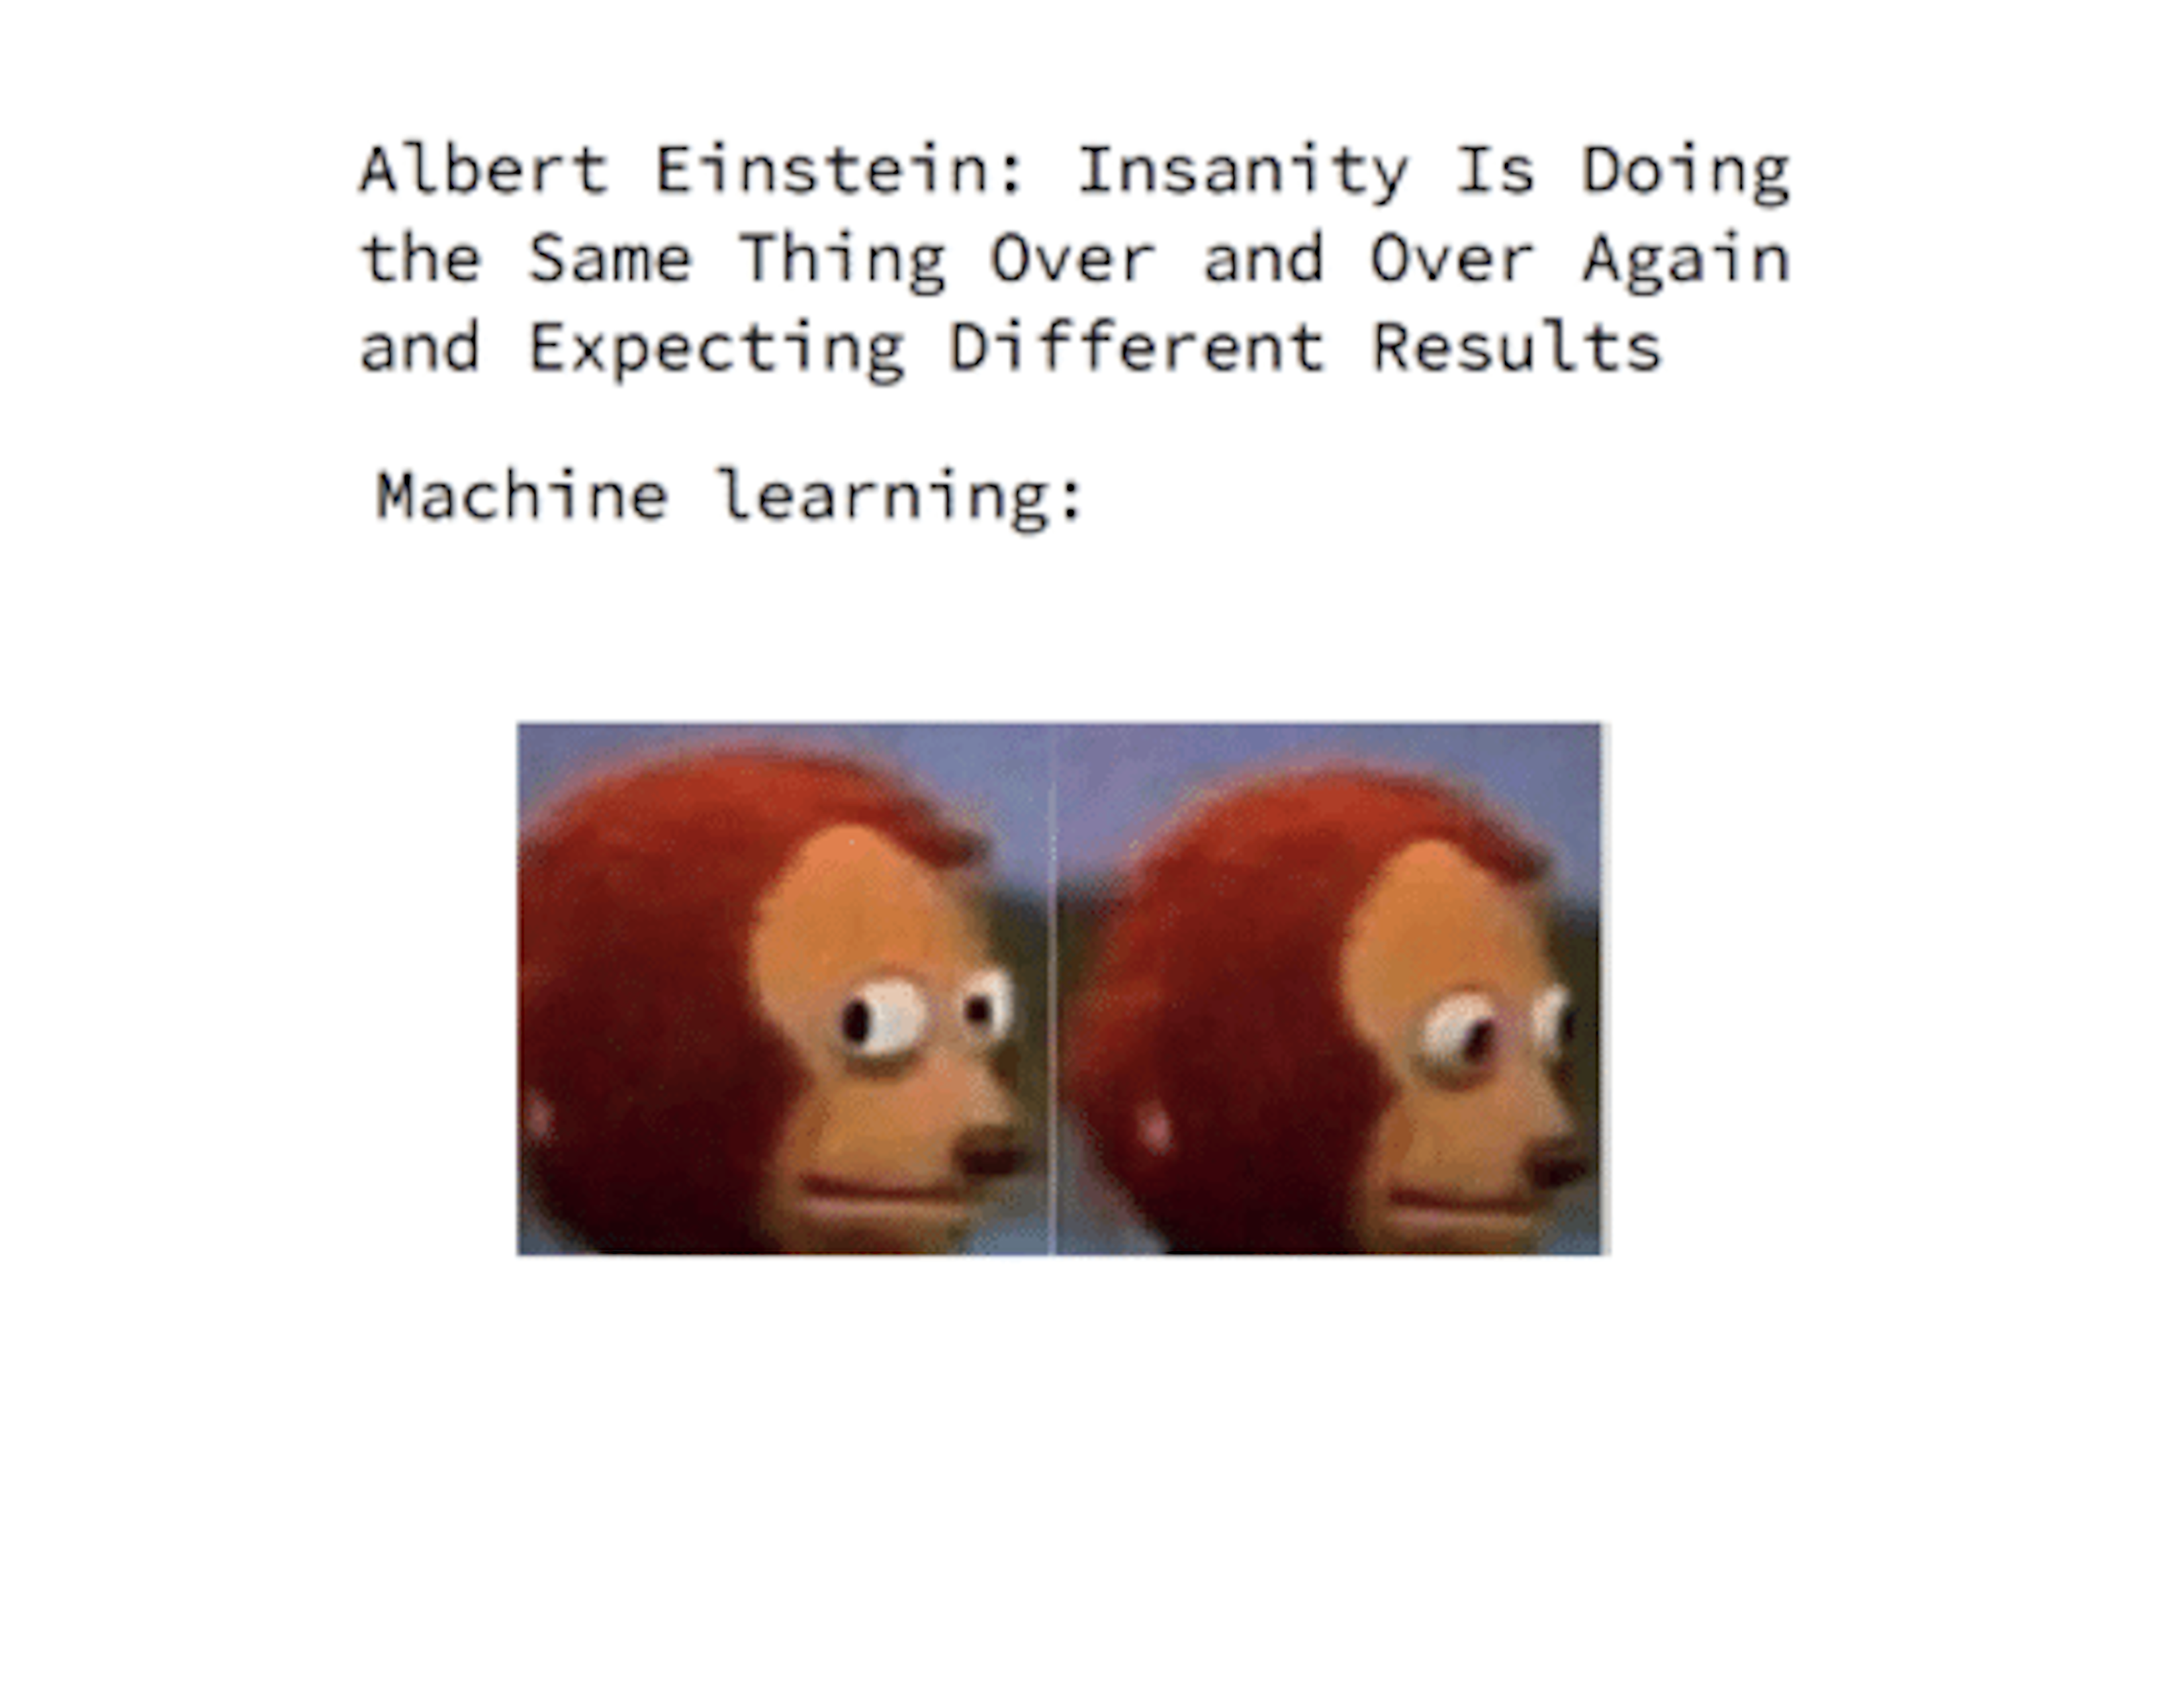 Albert Einstein: Insanity Is Doing
the Same Thing Over and Over Again
and Expecting Different Results
Machine learning: